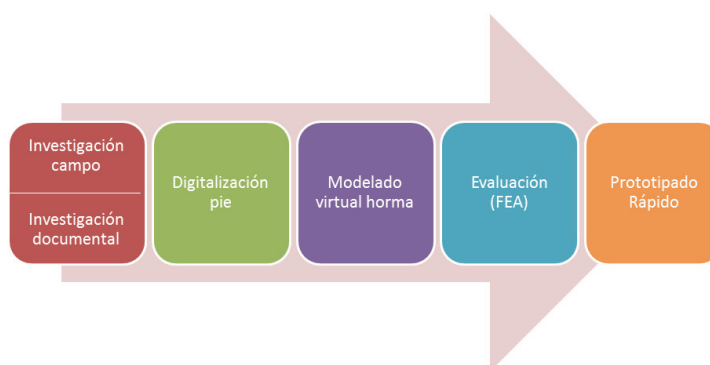 Investigación
campo
Investigación
documental
Digitalización
pie
Modelado
virtual horma
Evaluación
(FEA)
Prototipado
Rápido